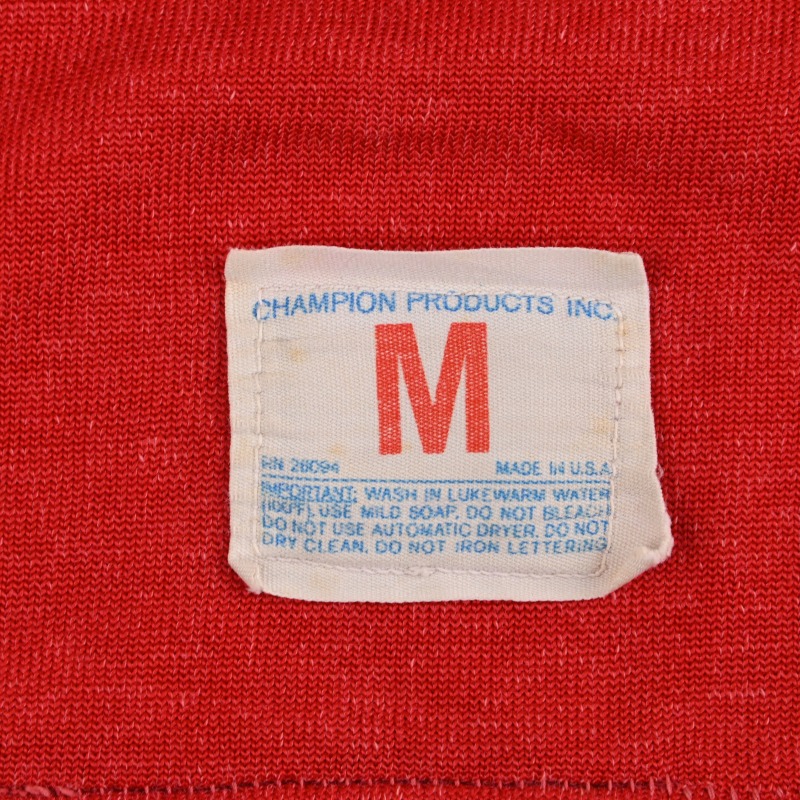 CHAMPION PRODUCTS INC.
M
RN 26094 MADE IN U.S.A
IMPORTANT: WASH IN LUKEWARM WATER
(100°F). USE MILD SOAP. DO NOT BLEACH
DO NOT USE AUTOMATIC DRYER. DO NOT
DRY CLEAN. DO NOT IRON LETTERING